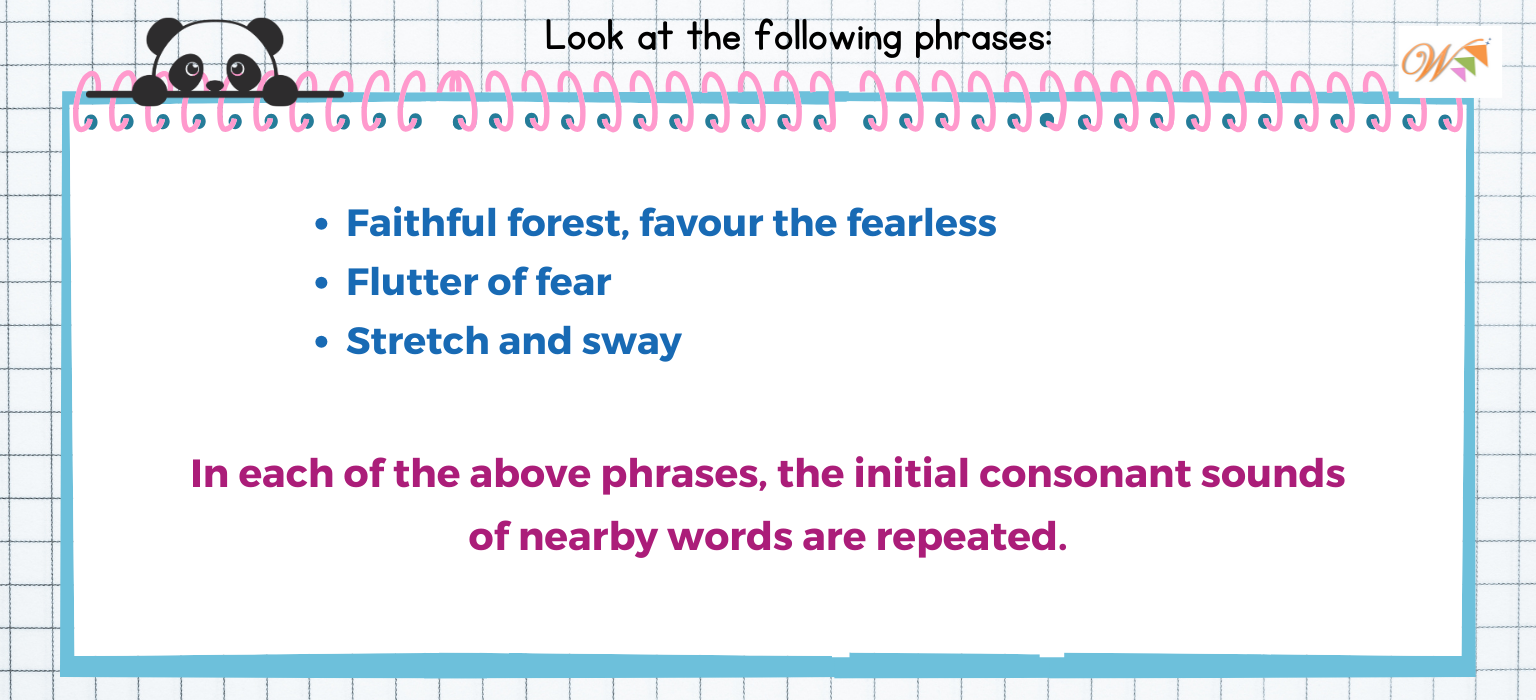 Look at the following phrases:
W
• Faithful forest, favour the fearless
• Flutter of fear
• Stretch and sway
In each of the above phrases, the initial consonant sounds
of nearby words are repeated.